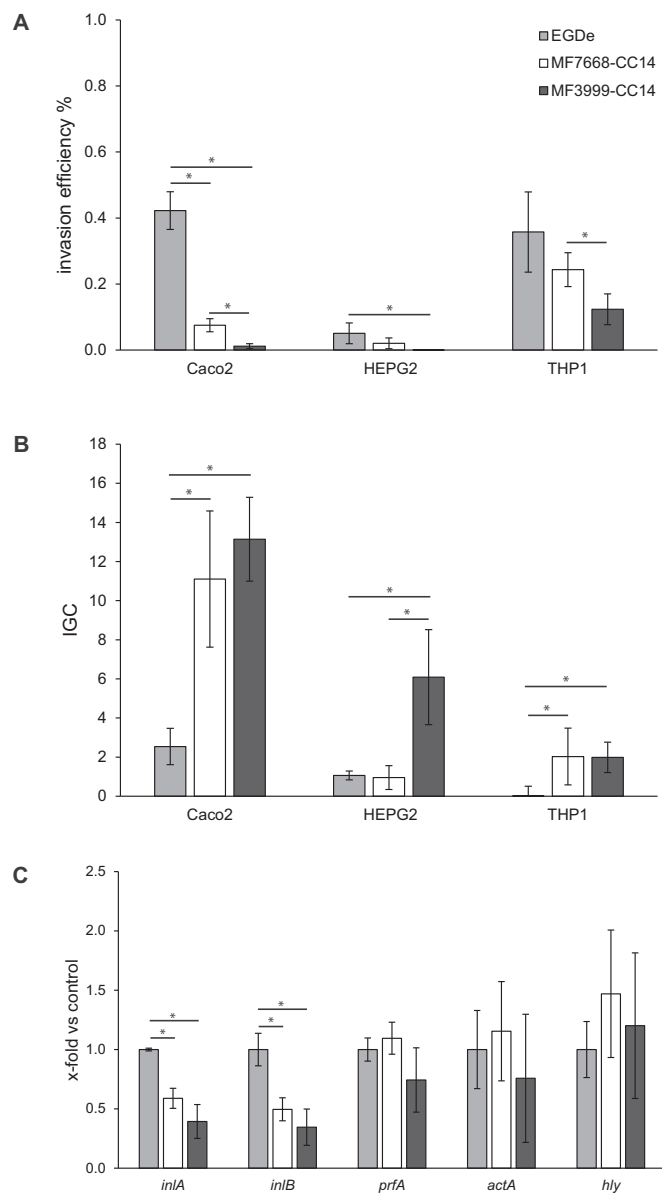 A
1.0
0.8
0.6
0.4
0.2
0.0
invasion efficiency %
EGDe
MF7668-CC14
MF3999-CC14
* * *
*
*
Caco2 HEPG2 THP1
B
18
16
14
12
10
8
6
4
2
0
IGC
* *
* *
* *
Caco2 HEPG2 THP1
C
2.5
2.0
1.5
1.0
0.5
0.0
x-fold vs control
* *
* *
inlA inlB prfA actA hly